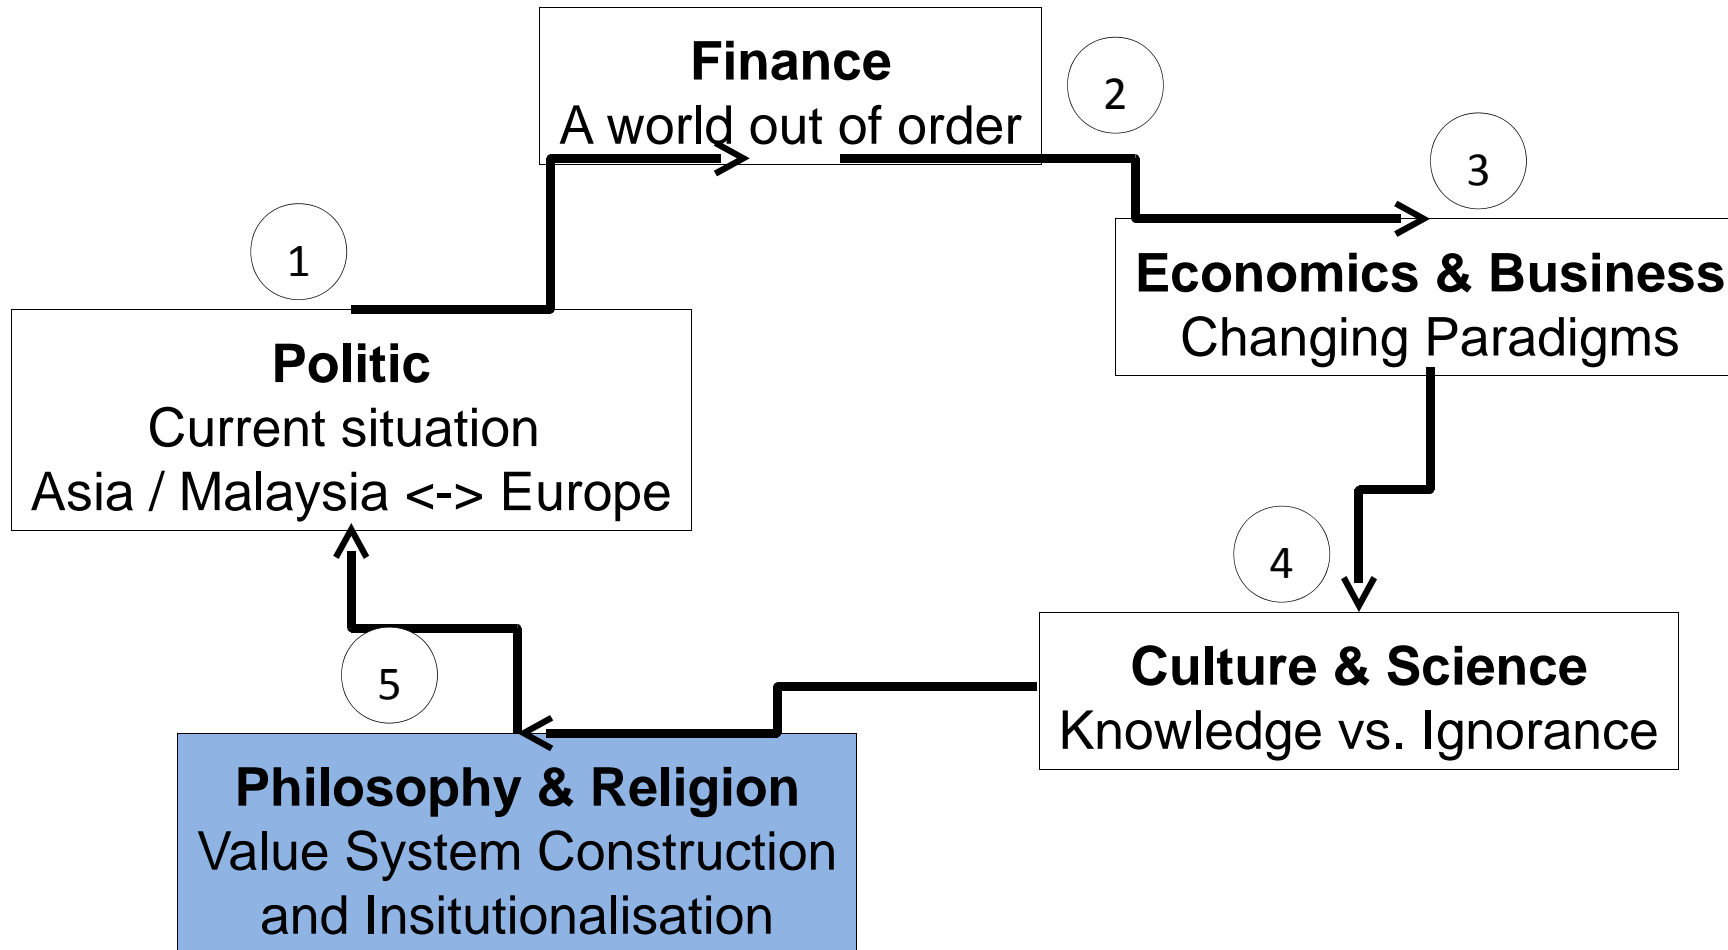 Finance
A world out of order
2
3
Economics & Business
Changing Paradigms
1
Politic
Current situation
Asia / Malaysia <-> Europe
4
Culture & Science
Knowledge vs. Ignorance
5
Philosophy & Religion
Value System Construction
and Insitutionalisation